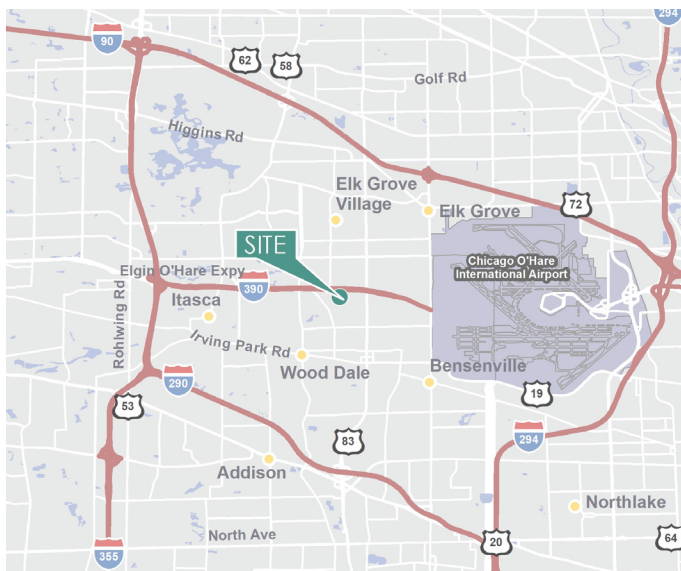 294
90
62
58
Golf Rd
Higgins Rd
Elk Grove
Village
72
Elk Grove
SITE
Chicago O'Hare
International Airport
Elgin O'Hare Expy
390
Itasca
Rohlwing Rd
Irving Park Rd
Wood Dale
Bensenville
290
19
53
83
294
Addison
Northlake
North Ave
20
64
355